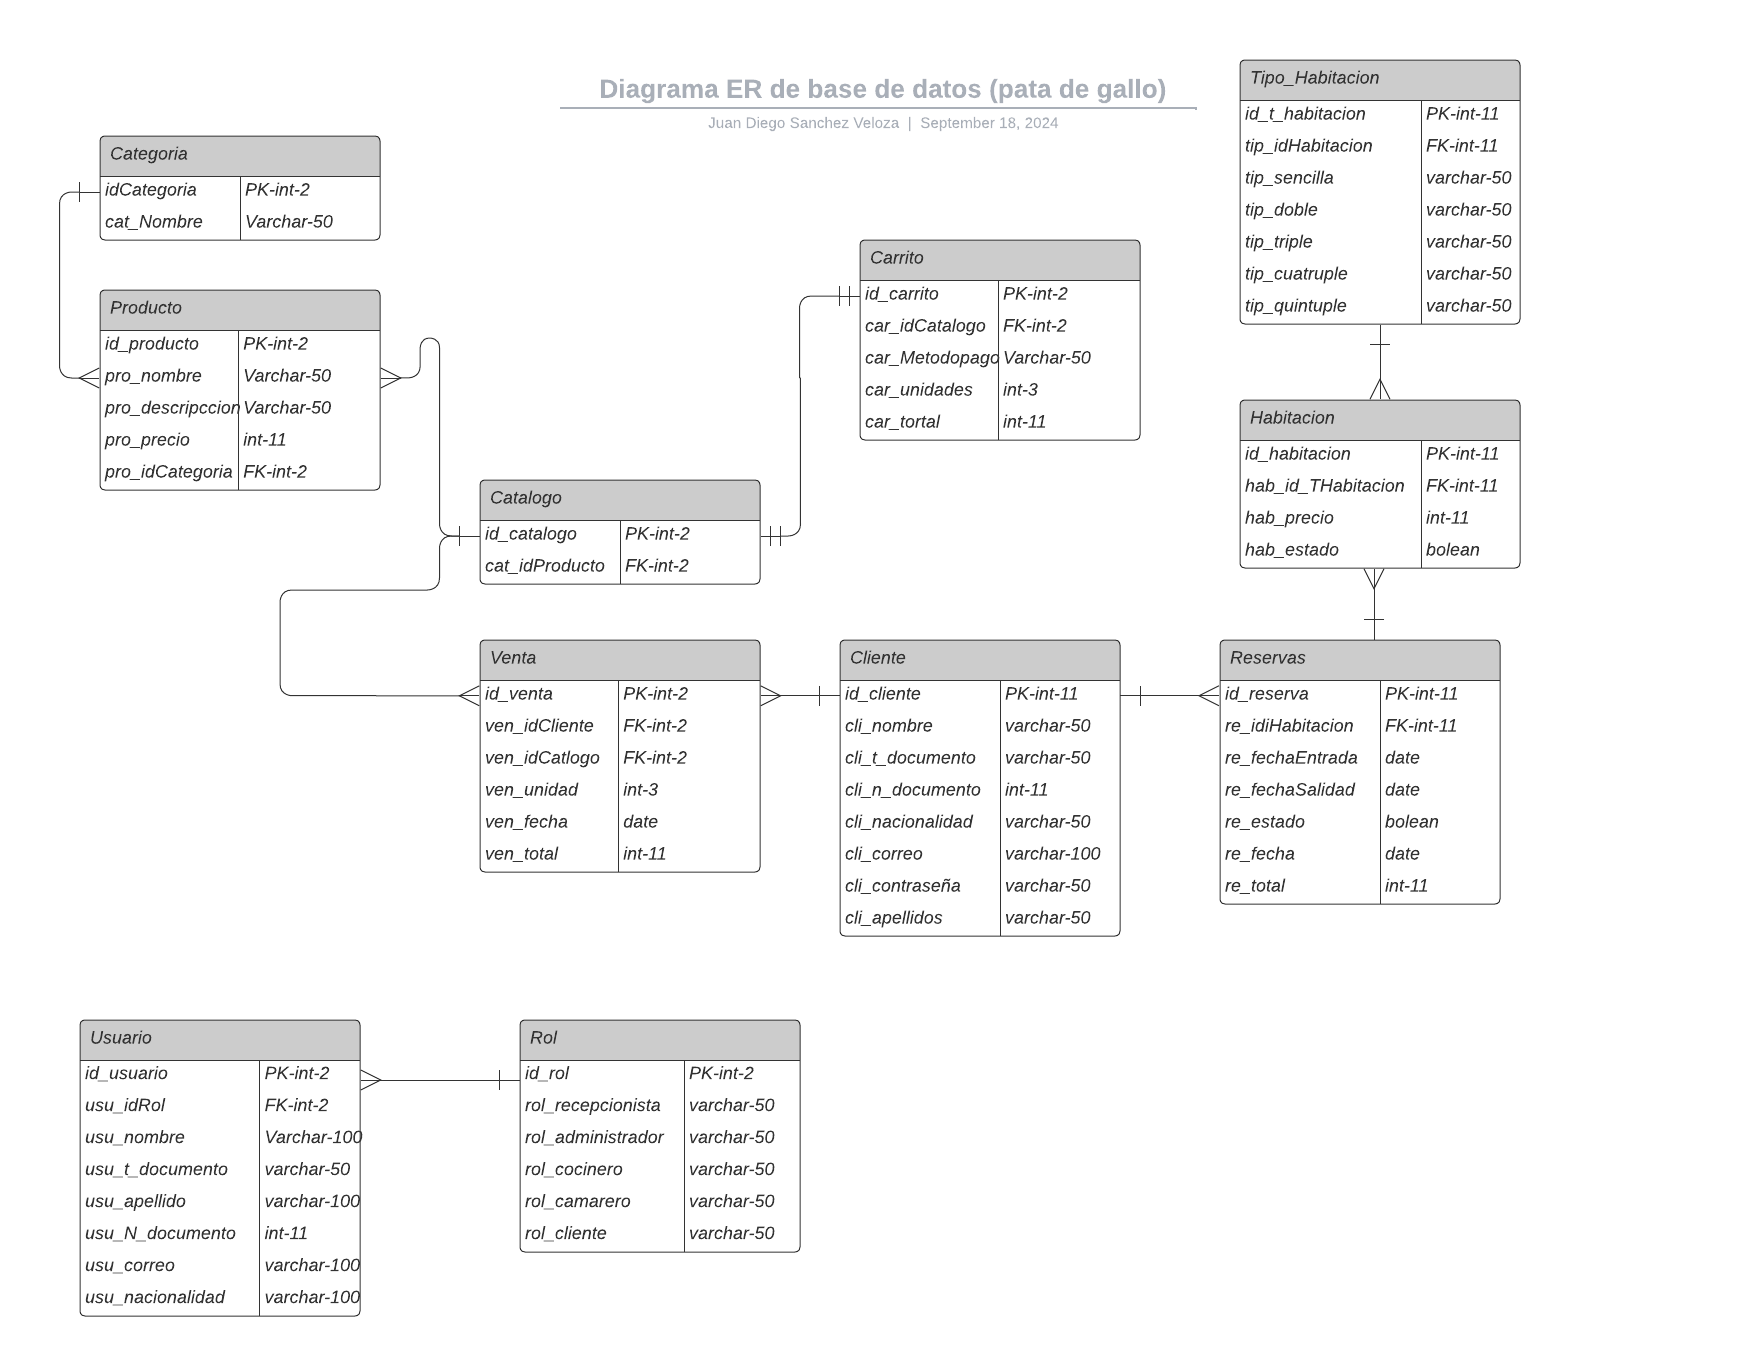 Diagrama ER de base de datos (pata de gallo)
Juan Diego Sanchez Veloza | September 18, 2024
Categoria
idCategoria PK-int-2
cat_Nombre Varchar-50
Producto
id_producto PK-int-2
pro_nombre Varchar-50
pro_descripccion Varchar-50
pro_precio int-11
pro_idCategoria FK-int-2
Catalogo
id_catalogo PK-int-2
cat_idProducto FK-int-2
Carrito
id_carrito PK-int-2
car_idCatalogo FK-int-2
car_Metodopago Varchar-50
car_unidades int-3
car_tortal int-11
Tipo_Habitacion
id_t_habitacion PK-int-11
tip_idHabitacion FK-int-11
tip_sencilla varchar-50
tip_doble varchar-50
tip_triple varchar-50
tip_cuatruple varchar-50
tip_quintuple varchar-50
Habitacion
id_habitacion PK-int-11
hab_id_THabitacion FK-int-11
hab_precio int-11
hab_estado bolean
Venta
id_venta PK-int-2
ven_idCliente FK-int-2
ven_idCatlogo FK-int-2
ven_unidad int-3
ven_fecha date
ven_total int-11
Cliente
id_cliente PK-int-11
cli_nombre varchar-50
cli_t_documento varchar-50
cli_n_documento int-11
cli_nacionalidad varchar-50
cli_correo varchar-100
cli_contraseña varchar-50
cli_apellidos varchar-50
Reservas
id_reserva PK-int-11
re_idiHabitacion FK-int-11
re_fechaEntrada date
re_fechaSalidad date
re_estado bolean
re_fecha date
re_total int-11
Usuario
id_usuario PK-int-2
usu_idRol FK-int-2
usu_nombre Varchar-100
usu_t_documento varchar-50
usu_apellido varchar-100
usu_N_documento int-11
usu_correo varchar-100
usu_nacionalidad varchar-100
Rol
id_rol PK-int-2
rol_recepcionista varchar-50
rol_administrador varchar-50
rol_cocinero varchar-50
rol_camarero varchar-50
rol_cliente varchar-50